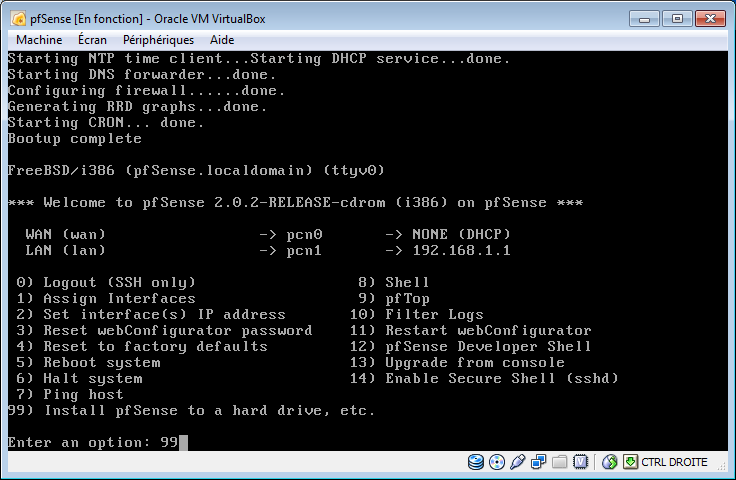 pfSense [En fonction] - Oracle VM VirtualBox
Machine Écran Périphériques Aide
Starting NTP time client...Starting DHCP service...done.
Starting DNS forwarder...done.
Configuring firewall......done.
Generating RRD graphs...done.
Starting CRON... done.
Bootup complete
FreeBSD/i386 (pfSense.localdomain) (ttyv0)
*** Welcome to pfSense 2.0.2-RELEASE-cdrom (i386) on pfSense ***
WAN (wan) -> pcn0 -> NONE (DHCP)
LAN (lan) -> pcn1 -> 192.168.1.1
0) Logout (SSH only) 8) Shell
1) Assign Interfaces 9) pfTop
2) Set interface(s) IP address 10) Filter Logs
3) Reset webConfigurator password 11) Restart webConfigurator
4) Reset to factory defaults 12) pfSense Developer Shell
5) Reboot system 13) Upgrade from console
6) Halt system 14) Enable Secure Shell (sshd)
7) Ping host
99) Install pfSense to a hard drive, etc.
Enter an option: 99
CTRL DROITE